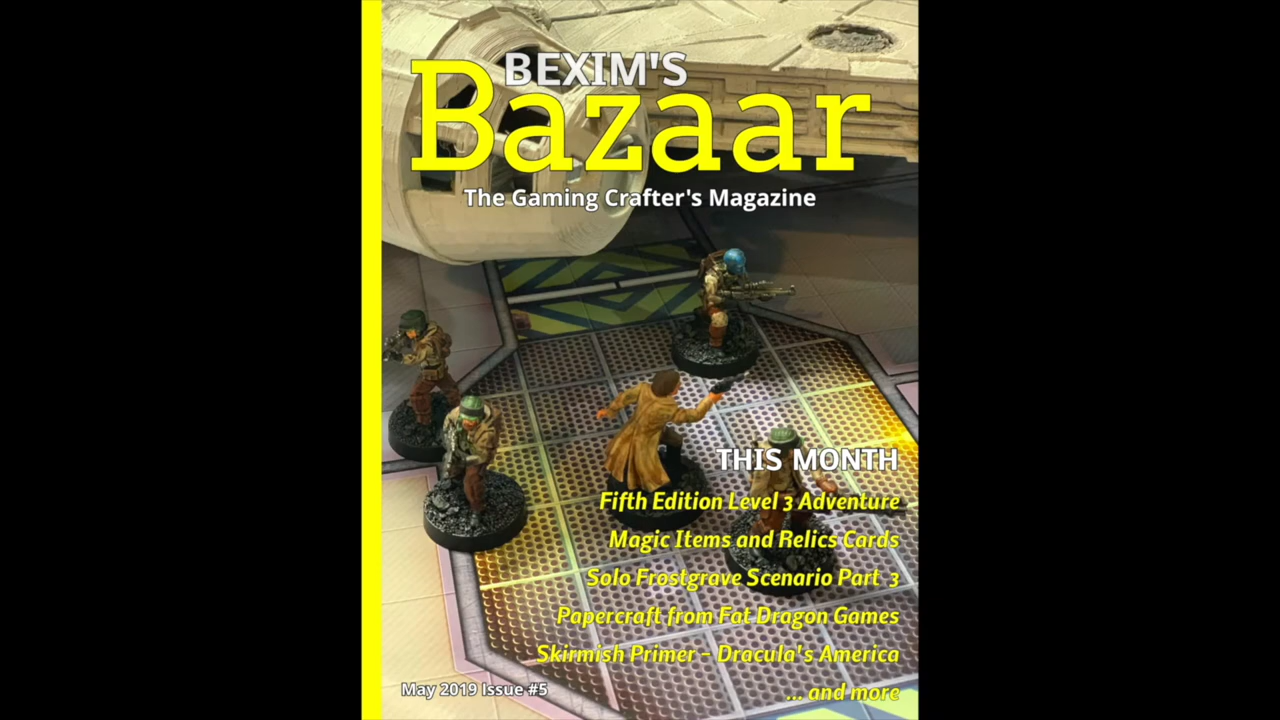 BEXIM'S
Bazaar
The Gaming Crafter's Magazine
THIS MONTH
Fifth Edition Level 3 Adventure
Magic Items and Relics Cards
Solo Frostgrave Scenario Part 3
Papercraft from Fat Dragon Games
Skirmish Primer - Dracula's America
... and more
May 2019 Issue #5